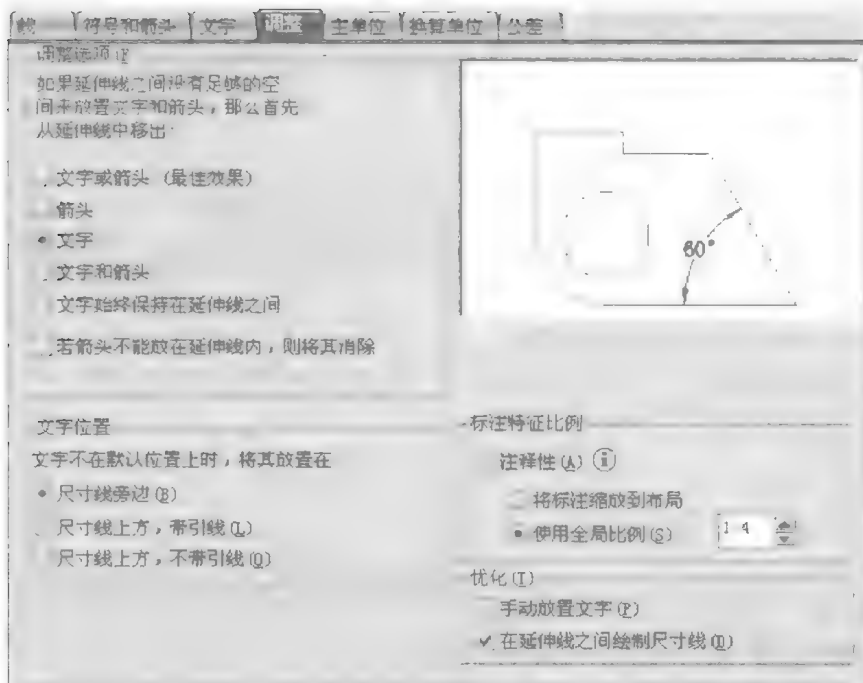 线 符号和箭头 文字 调整 主单位 换算单位 公差
调整选项(F)
如果延伸线之间没有足够的空
间来放置文字和箭头，那么首先
从延伸线中移出：
文字或箭头（最佳效果）
箭头
文字
文字和箭头
文字始终保持在延伸线之间
若箭头不能放在延伸线内，则将其消除
60°
文字位置
文字不在默认位置上时，将其放置在
尺寸线旁边(B)
尺寸线上方，带引线(L)
尺寸线上方，不带引线(O)
标注特征比例
注释性(A) i
将标注缩放到布局
使用全局比例(S) 1 4
优化(T)
手动放置文字(P)
在延伸线之间绘制尺寸线(D)